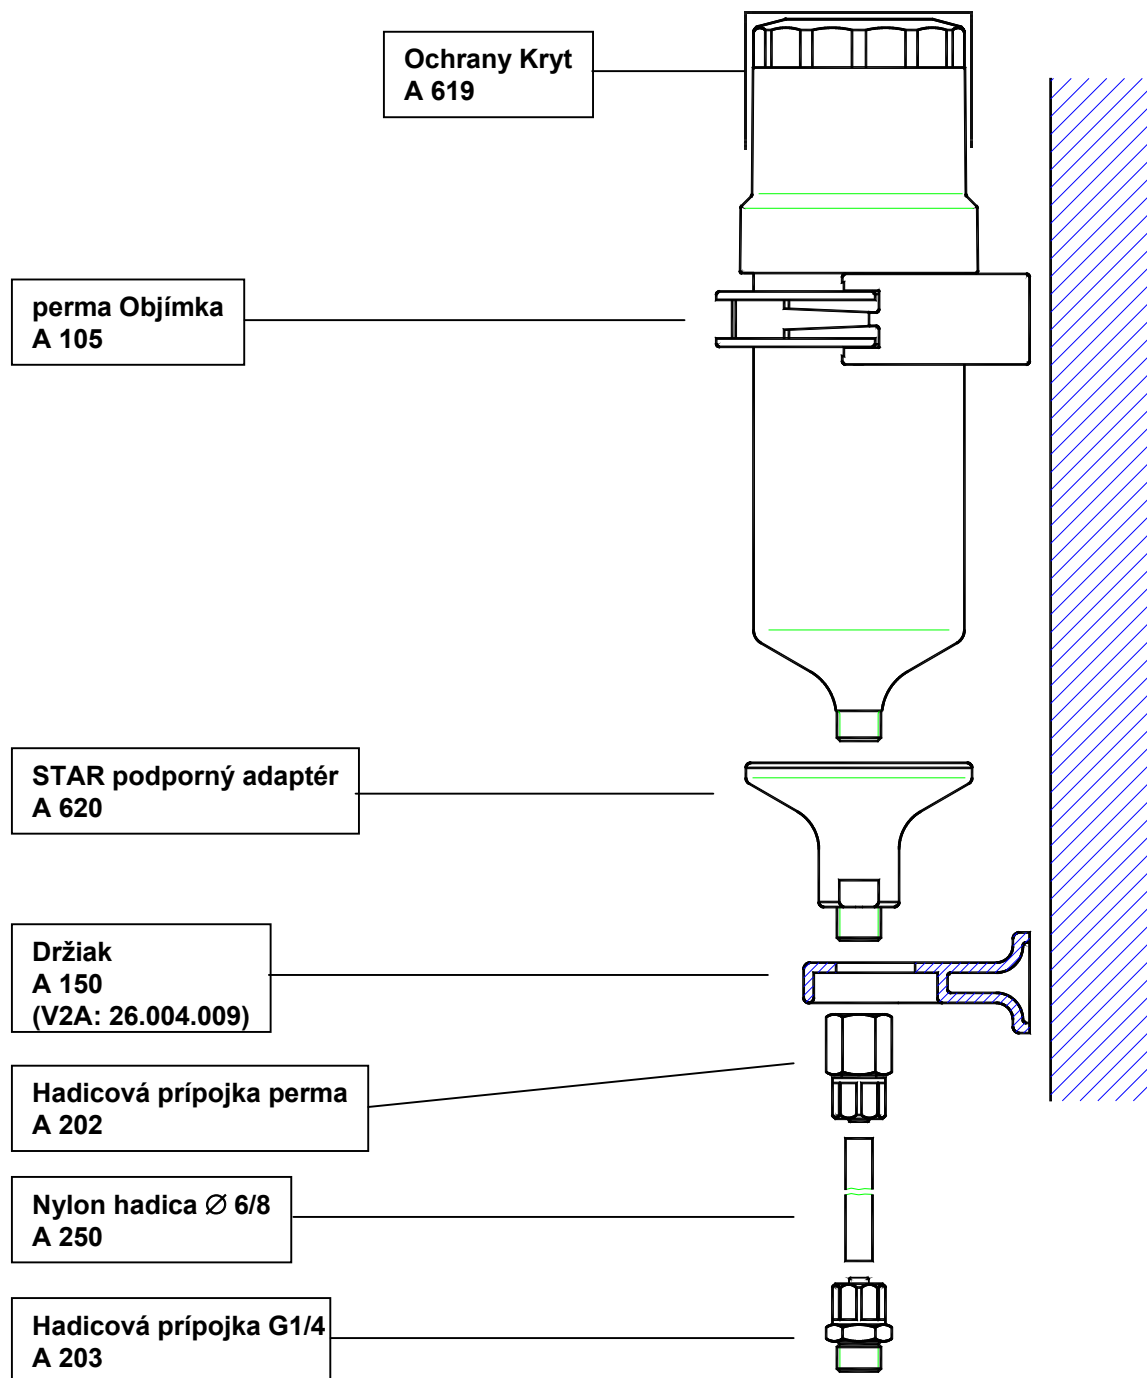 Ochrany Kryt
A 619
perma Objímka
A 105
STAR podporný adaptér
A 620
Držiak
A 150
(V2A: 26.004.009)
Hadicová prípojka perma
A 202
Nylon hadica ∅ 6/8
A 250
Hadicová prípojka G1/4
A 203